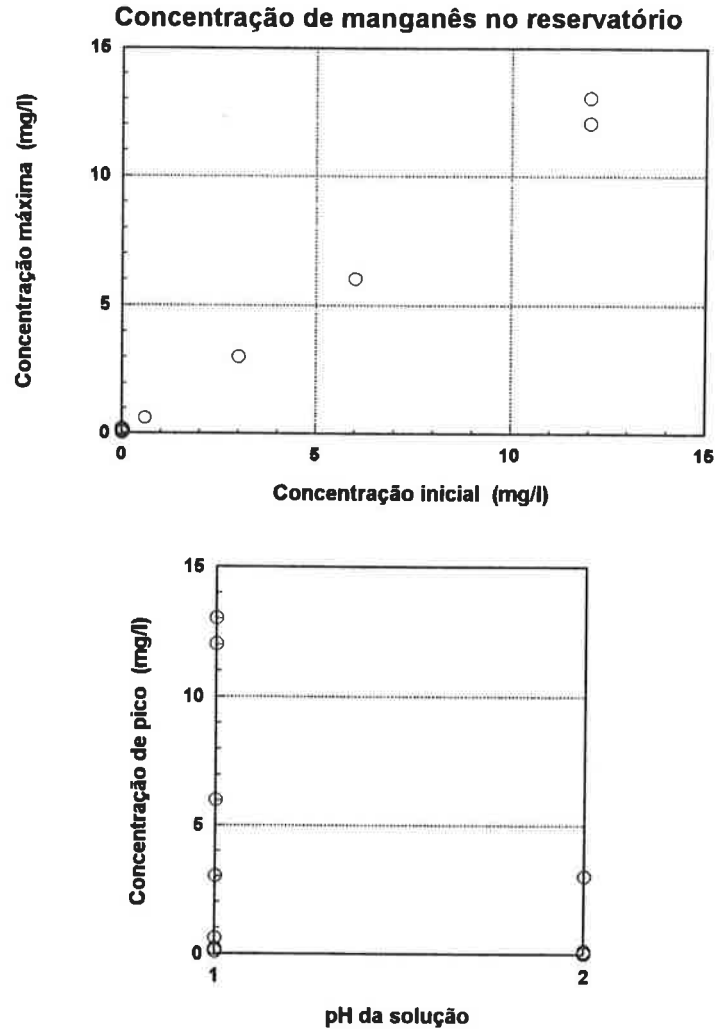 Concentração de manganês no reservatório
15
10
5
0
Concentração máxima (mg/l)
0 5 10 15
Concentração inicial (mg/l)
15
10
5
0
Concentração de pico (mg/l)
1 2
pH da solução